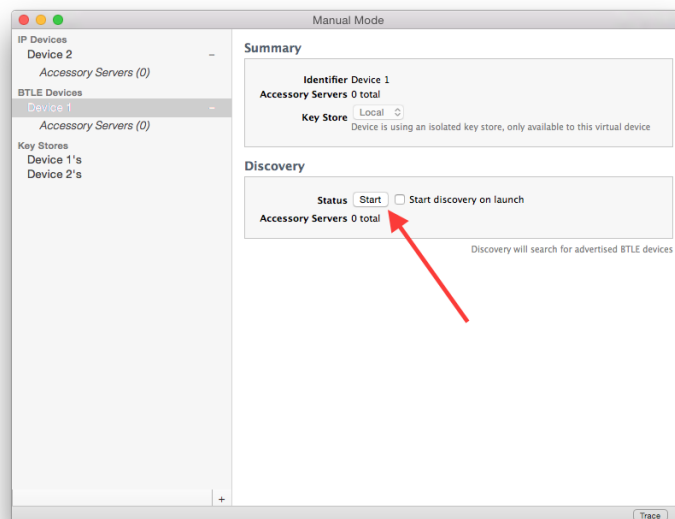 Manual Mode
IP Devices
Device 2
Accessory Servers (0)
BTLE Devices
Device 1
Accessory Servers (0)
Key Stores
Device 1's
Device 2's
+
Summary
Identifier Device 1
Accessory Servers 0 total
Key Store Local
Device is using an isolated key store, only available to this virtual device
Discovery
Status Start Start discovery on launch
Accessory Servers 0 total
Discovery will search for advertised BTLE devices
Trace